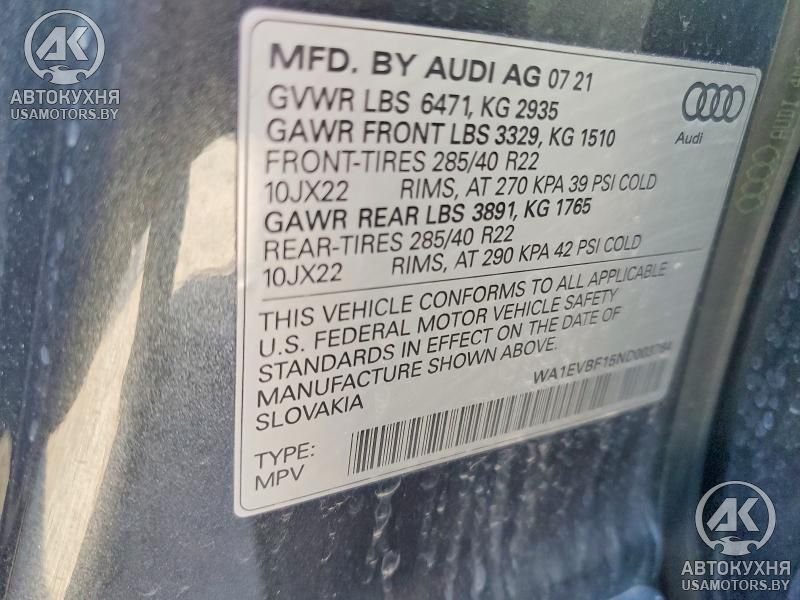 AK
АВТОКУХНЯ
USAMOTORS.BY
MFD. BY AUDI AG 07 21
GVWR LBS 6471, KG 2935
GAWR FRONT LBS 3329, KG 1510
FRONT-TIRES 285/40 R22
10JX22 RIMS, AT 270 KPA 39 PSI COLD
GAWR REAR LBS 3891, KG 1765
REAR-TIRES 285/40 R22
10JX22 RIMS, AT 290 KPA 42 PSI COLD
Audi
THIS VEHICLE CONFORMS TO ALL APPLICABLE
U.S. FEDERAL MOTOR VEHICLE SAFETY
STANDARDS IN EFFECT ON THE DATE OF
MANUFACTURE SHOWN ABOVE.
SLOVAKIA
WA1EVBF15ND003764
TYPE:
MPV
AUDI
AK
АВТОКУХНЯ
USAMOTORS.BY